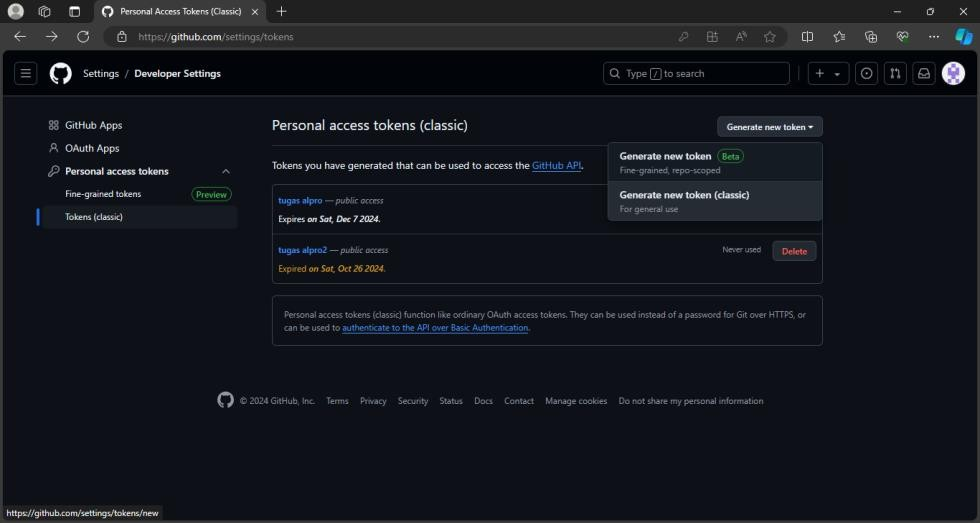 Personal Access Tokens (Classic)
https://github.com/settings/tokens
Settings / Developer Settings
Type / to search
GitHub Apps
OAuth Apps
Personal access tokens
Fine-grained tokens Preview
Tokens (classic)
Personal access tokens (classic)
Generate new token
Generate new token Beta
Fine-grained, repo-scoped
Generate new token (classic)
For general use
Tokens you have generated that can be used to access the GitHub API.
tugas alpro — public access
Expires on Sat, Dec 7 2024.
tugas alpro2 — public access
Never used
Delete
Expired on Sat, Oct 26 2024.
Personal access tokens (classic) function like ordinary OAuth access tokens. They can be used instead of a password for Git over HTTPS, or
can be used to authenticate to the API over Basic Authentication.
© 2024 GitHub, Inc. Terms Privacy Security Status Docs Contact Manage cookies Do not share my personal information
https://github.com/settings/tokens/new